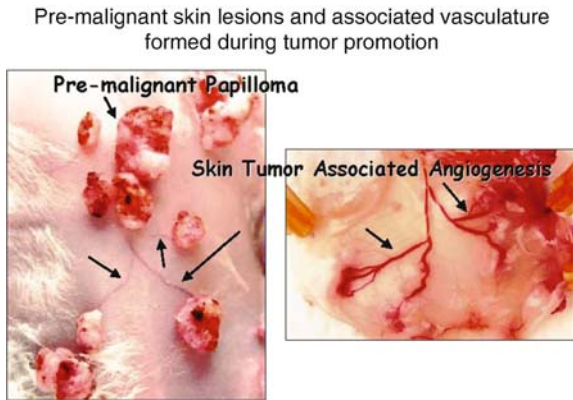 Pre-malignant skin lesions and associated vasculature
formed during tumor promotion
Pre-malignant Papilloma
Skin Tumor Associated Angiogenesis